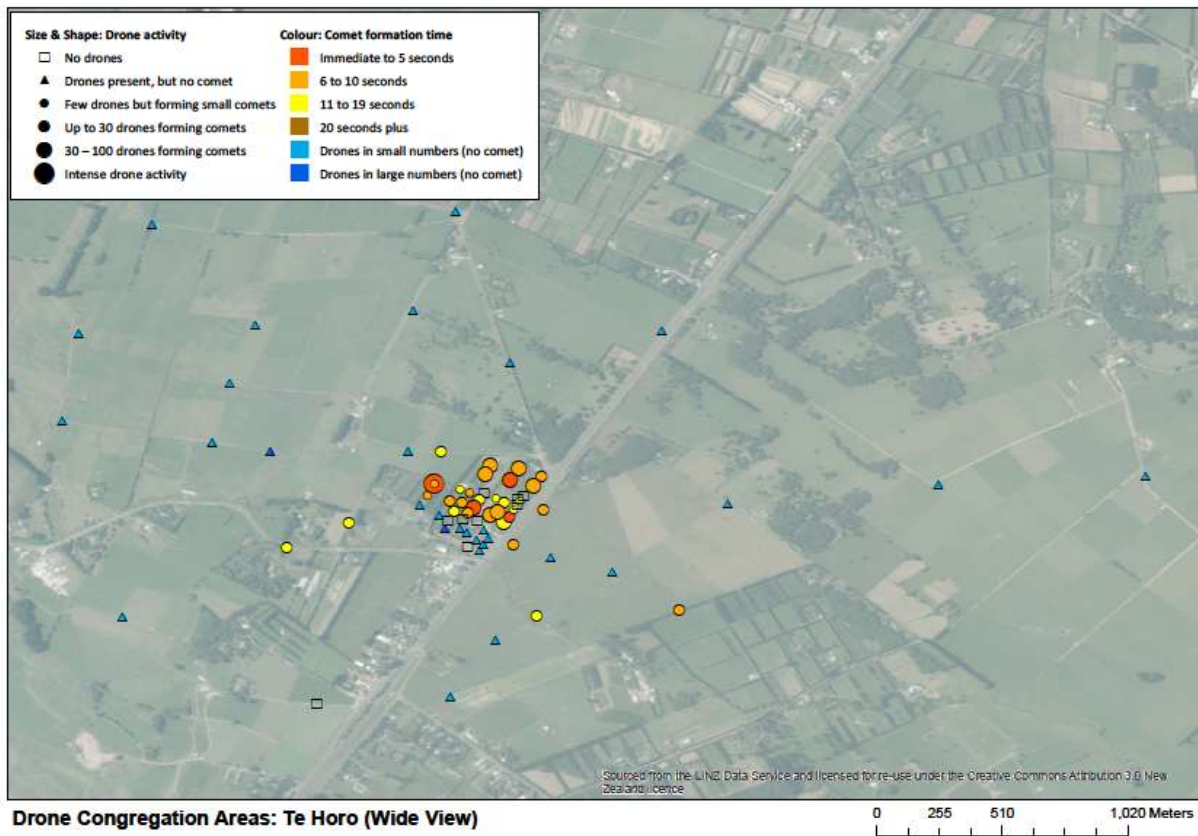 Size & Shape: Drone activity
No drones
Drones present, but no comet
Few drones but forming small comets
Up to 30 drones forming comets
30 – 100 drones forming comets
Intense drone activity
Colour: Comet formation time
Immediate to 5 seconds
6 to 10 seconds
11 to 19 seconds
20 seconds plus
Drones in small numbers (no comet)
Drones in large numbers (no comet)
Sourced from the LINZ Data Service and licensed for re-use under the Creative Commons Attribution 3.0 New
Zealand licence
Drone Congregation Areas: Te Horo (Wide View)
0 255 510 1,020 Meters